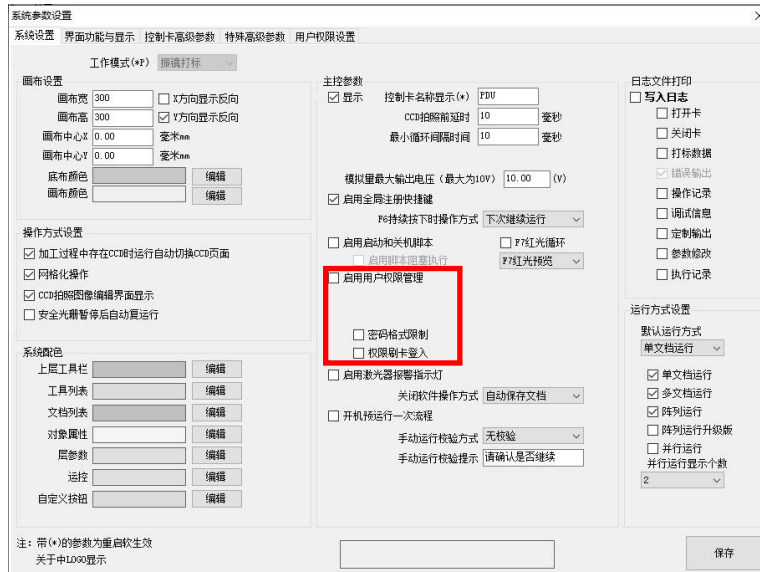 系统参数设置
系统设置 界面功能与显示 控制卡高级参数 特殊高级参数 用户权限设置
工作模式(*P) 振镜打标
画布设置
画布宽 300 X方向显示反向
画布高 300 Y方向显示反向
画布中心X 0.00 毫米mm
画布中心Y 0.00 毫米mm
底布颜色 编辑
画布颜色 编辑
操作方式设置
加工过程中存在CCD时运行自动切换CCD页面
网格化操作
CCD拍照图像编辑界面显示
安全光栅暂停后自动复运行
系统配色
上层工具栏 编辑
工具列表 编辑
文档列表 编辑
对象属性 编辑
层参数 编辑
运控 编辑
自定义按钮 编辑
主控参数
显示 控制卡名称显示(*) PDU
CCD拍照前延时 10 毫秒
最小循环间隔时间 10 毫秒
模拟量最大输出电压（最大为10V） 10.00 (V)
启用全局注册快捷键
F6持续按下时操作方式 下次继续运行
启用启动和关机脚本 F7红光循环
启用脚本阻塞执行 F7红光预览
启用用户权限管理
密码格式限制
权限刷卡登入
启用激光器报警指示灯
关闭软件操作方式 自动保存文档
开机预运行一次流程
手动运行校验方式 无校验
手动运行校验提示 请确认是否继续
日志文件打印
写入日志
打开卡
关闭卡
打标数据
错误输出
操作记录
调试信息
定制输出
参数修改
执行记录
运行方式设置
默认运行方式
单文档运行
单文档运行
多文档运行
阵列运行
阵列运行升级版
并行运行
并行运行显示个数
2
注：带(*)的参数为重启软生效
关于中LOGO显示
保存